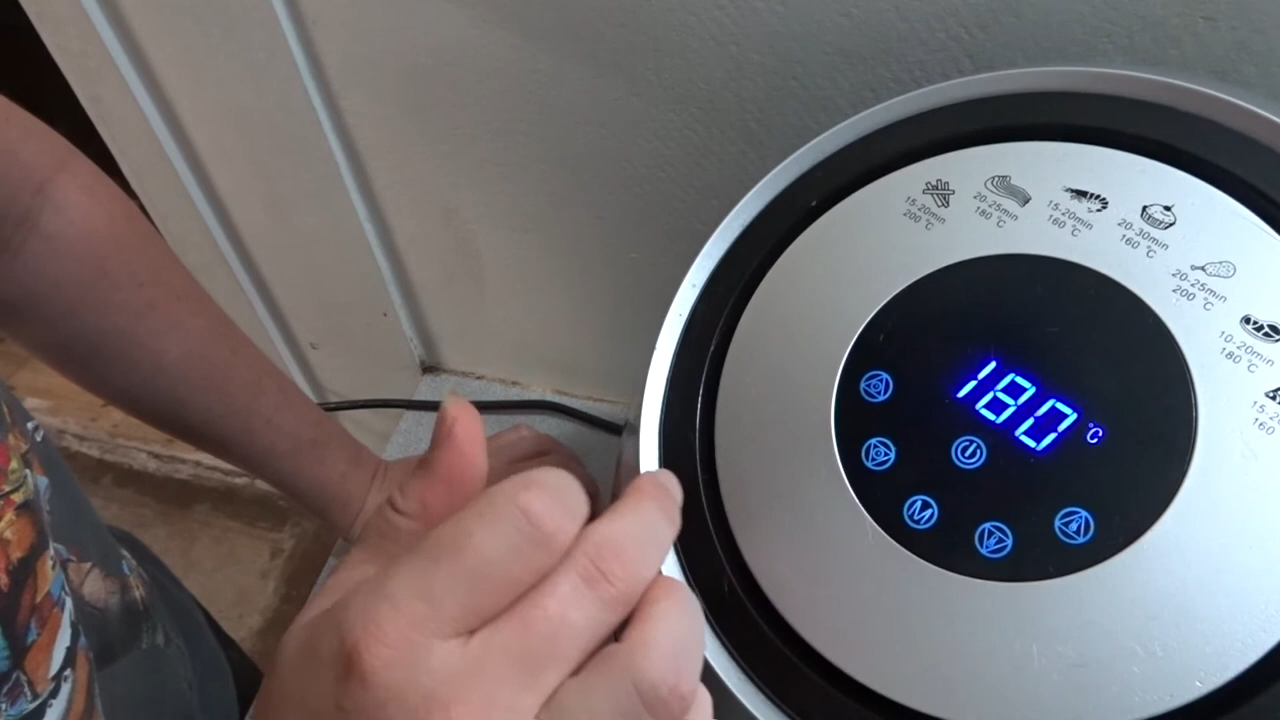 15-20min
200 °C
20-25min
180 °C
15-20min
160 °C
20-30min
160 °C
20-25min
200 °C
10-20min
180 °C
160
180 °C
M